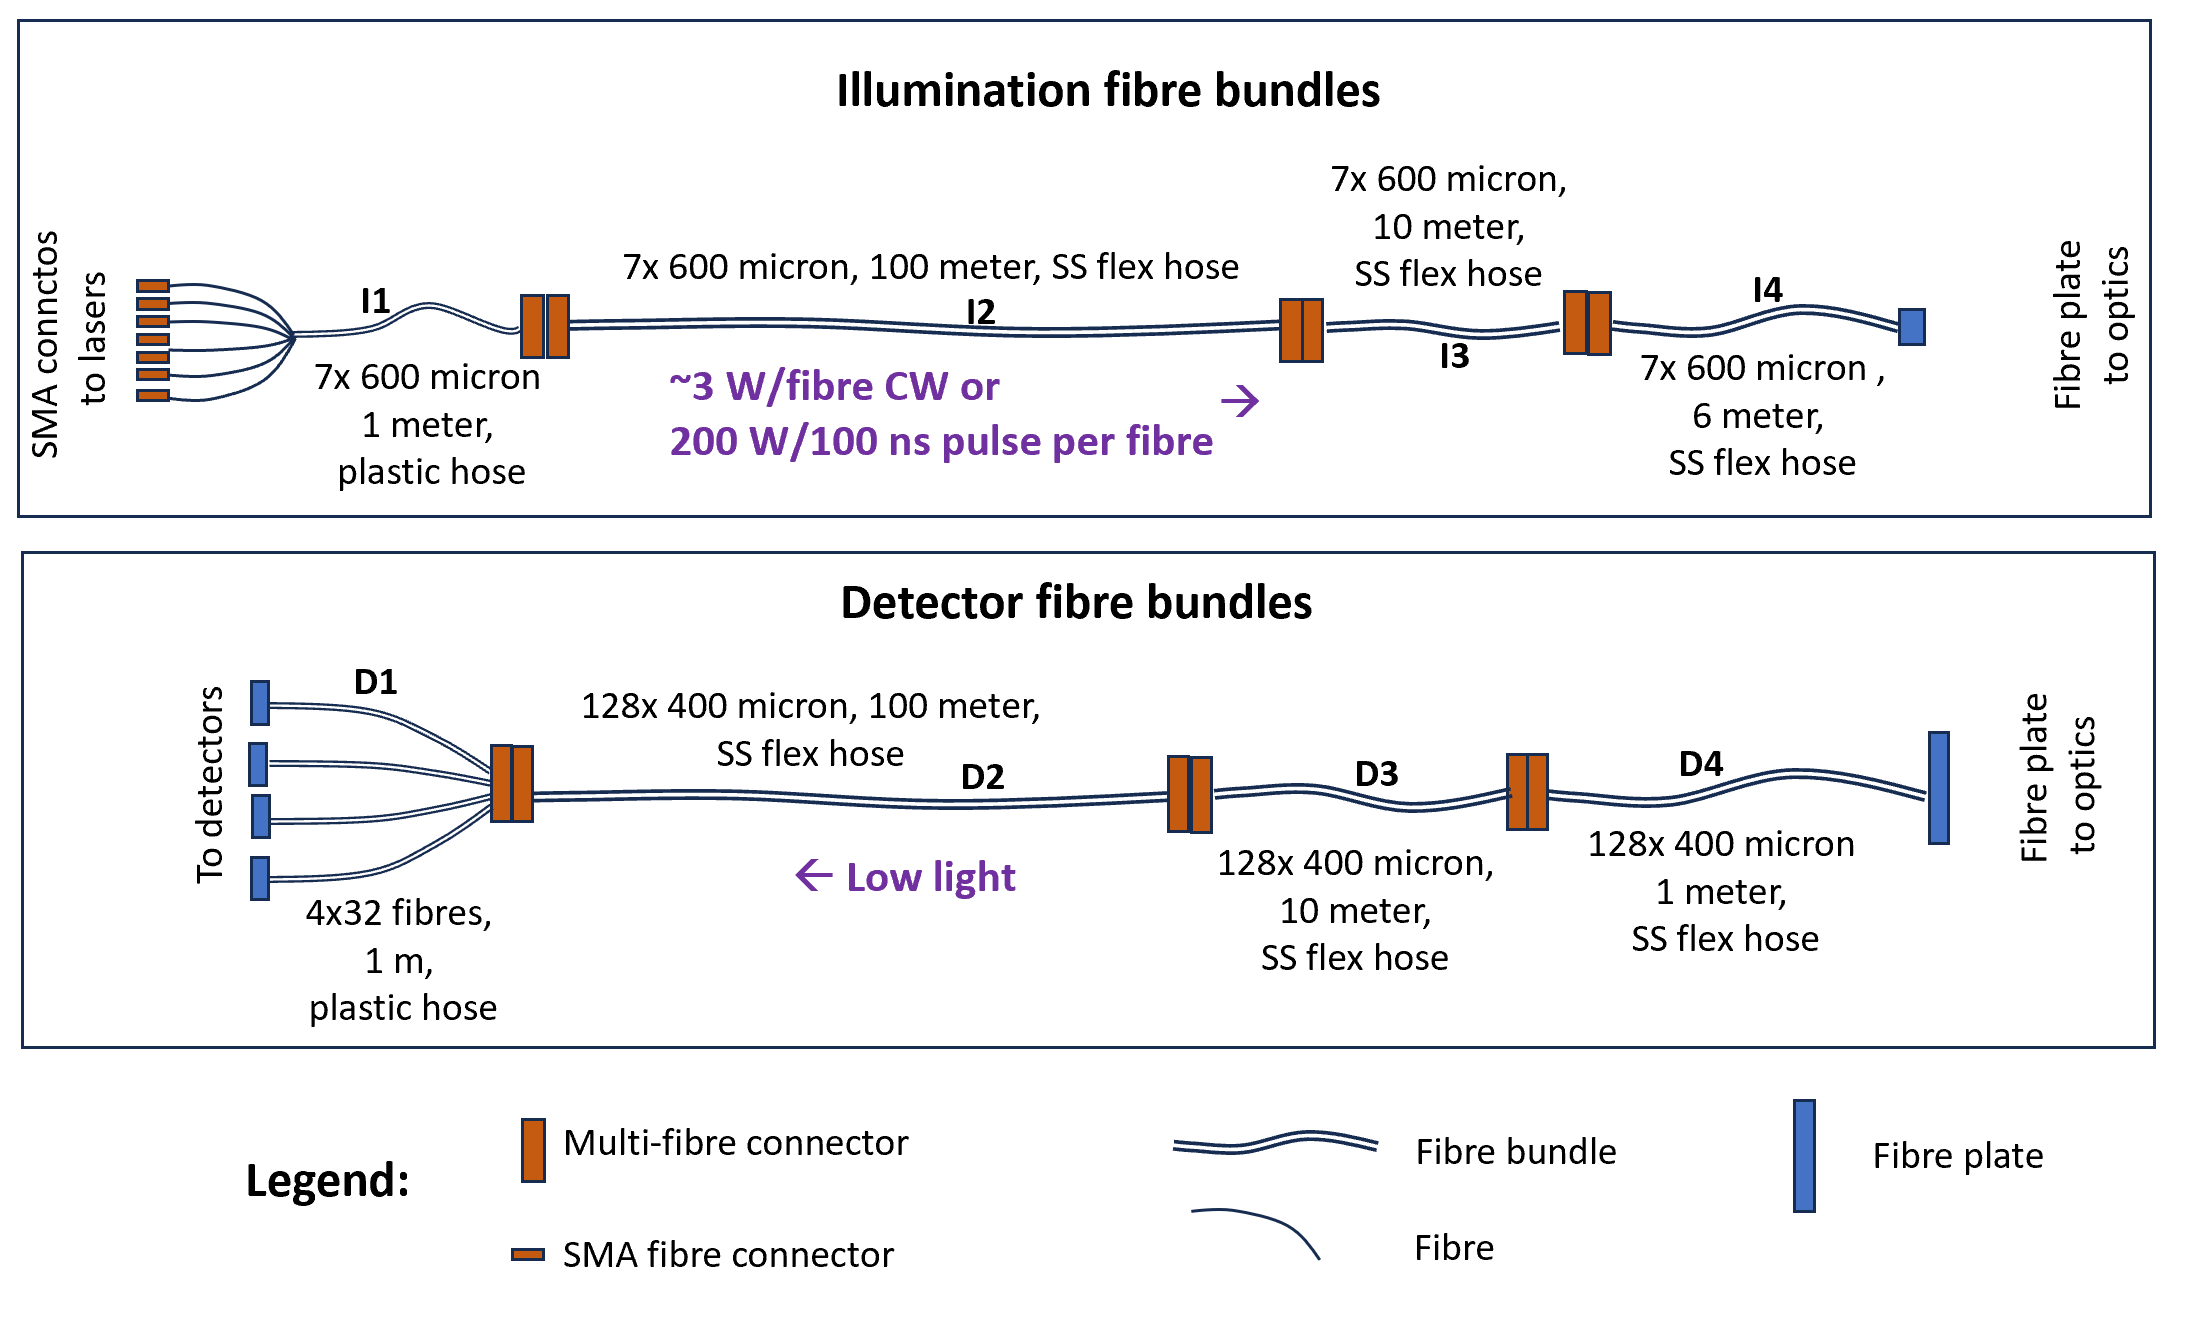 Illumination fibre bundles
SMA connctos
to lasers
I1
7x 600 micron
1 meter,
plastic hose
7x 600 micron, 100 meter, SS flex hose
I2
~3 W/fibre CW or
200 W/100 ns pulse per fibre
→
7x 600 micron,
10 meter,
SS flex hose
I3
I4
7x 600 micron ,
6 meter,
SS flex hose
Fibre plate
to optics
Detector fibre bundles
To detectors
D1
4x32 fibres,
1 m,
plastic hose
128x 400 micron, 100 meter,
SS flex hose
D2
← Low light
D3
128x 400 micron,
10 meter,
SS flex hose
D4
128x 400 micron
1 meter,
SS flex hose
Fibre plate
to optics
Legend:
Multi-fibre connector
SMA fibre connector
Fibre bundle
Fibre
Fibre plate